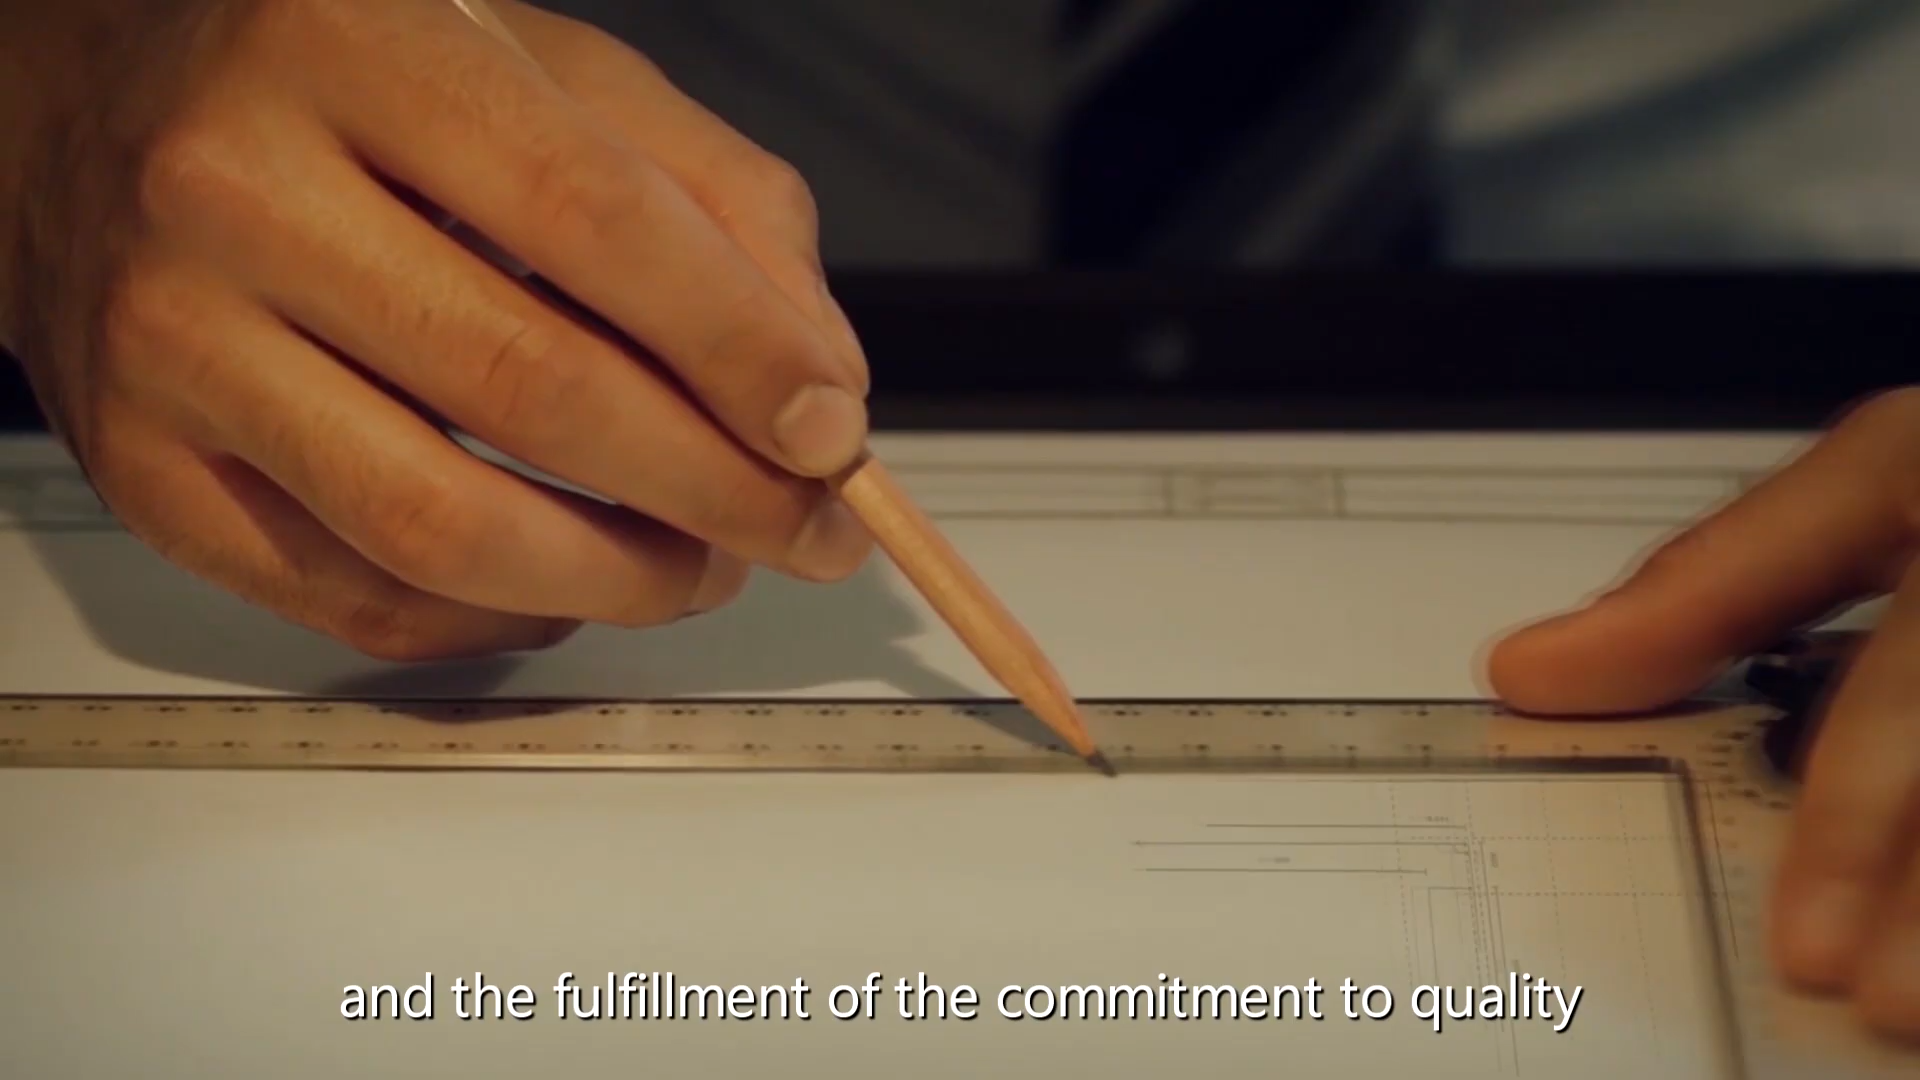 and the fulfillment of the commitment to quality